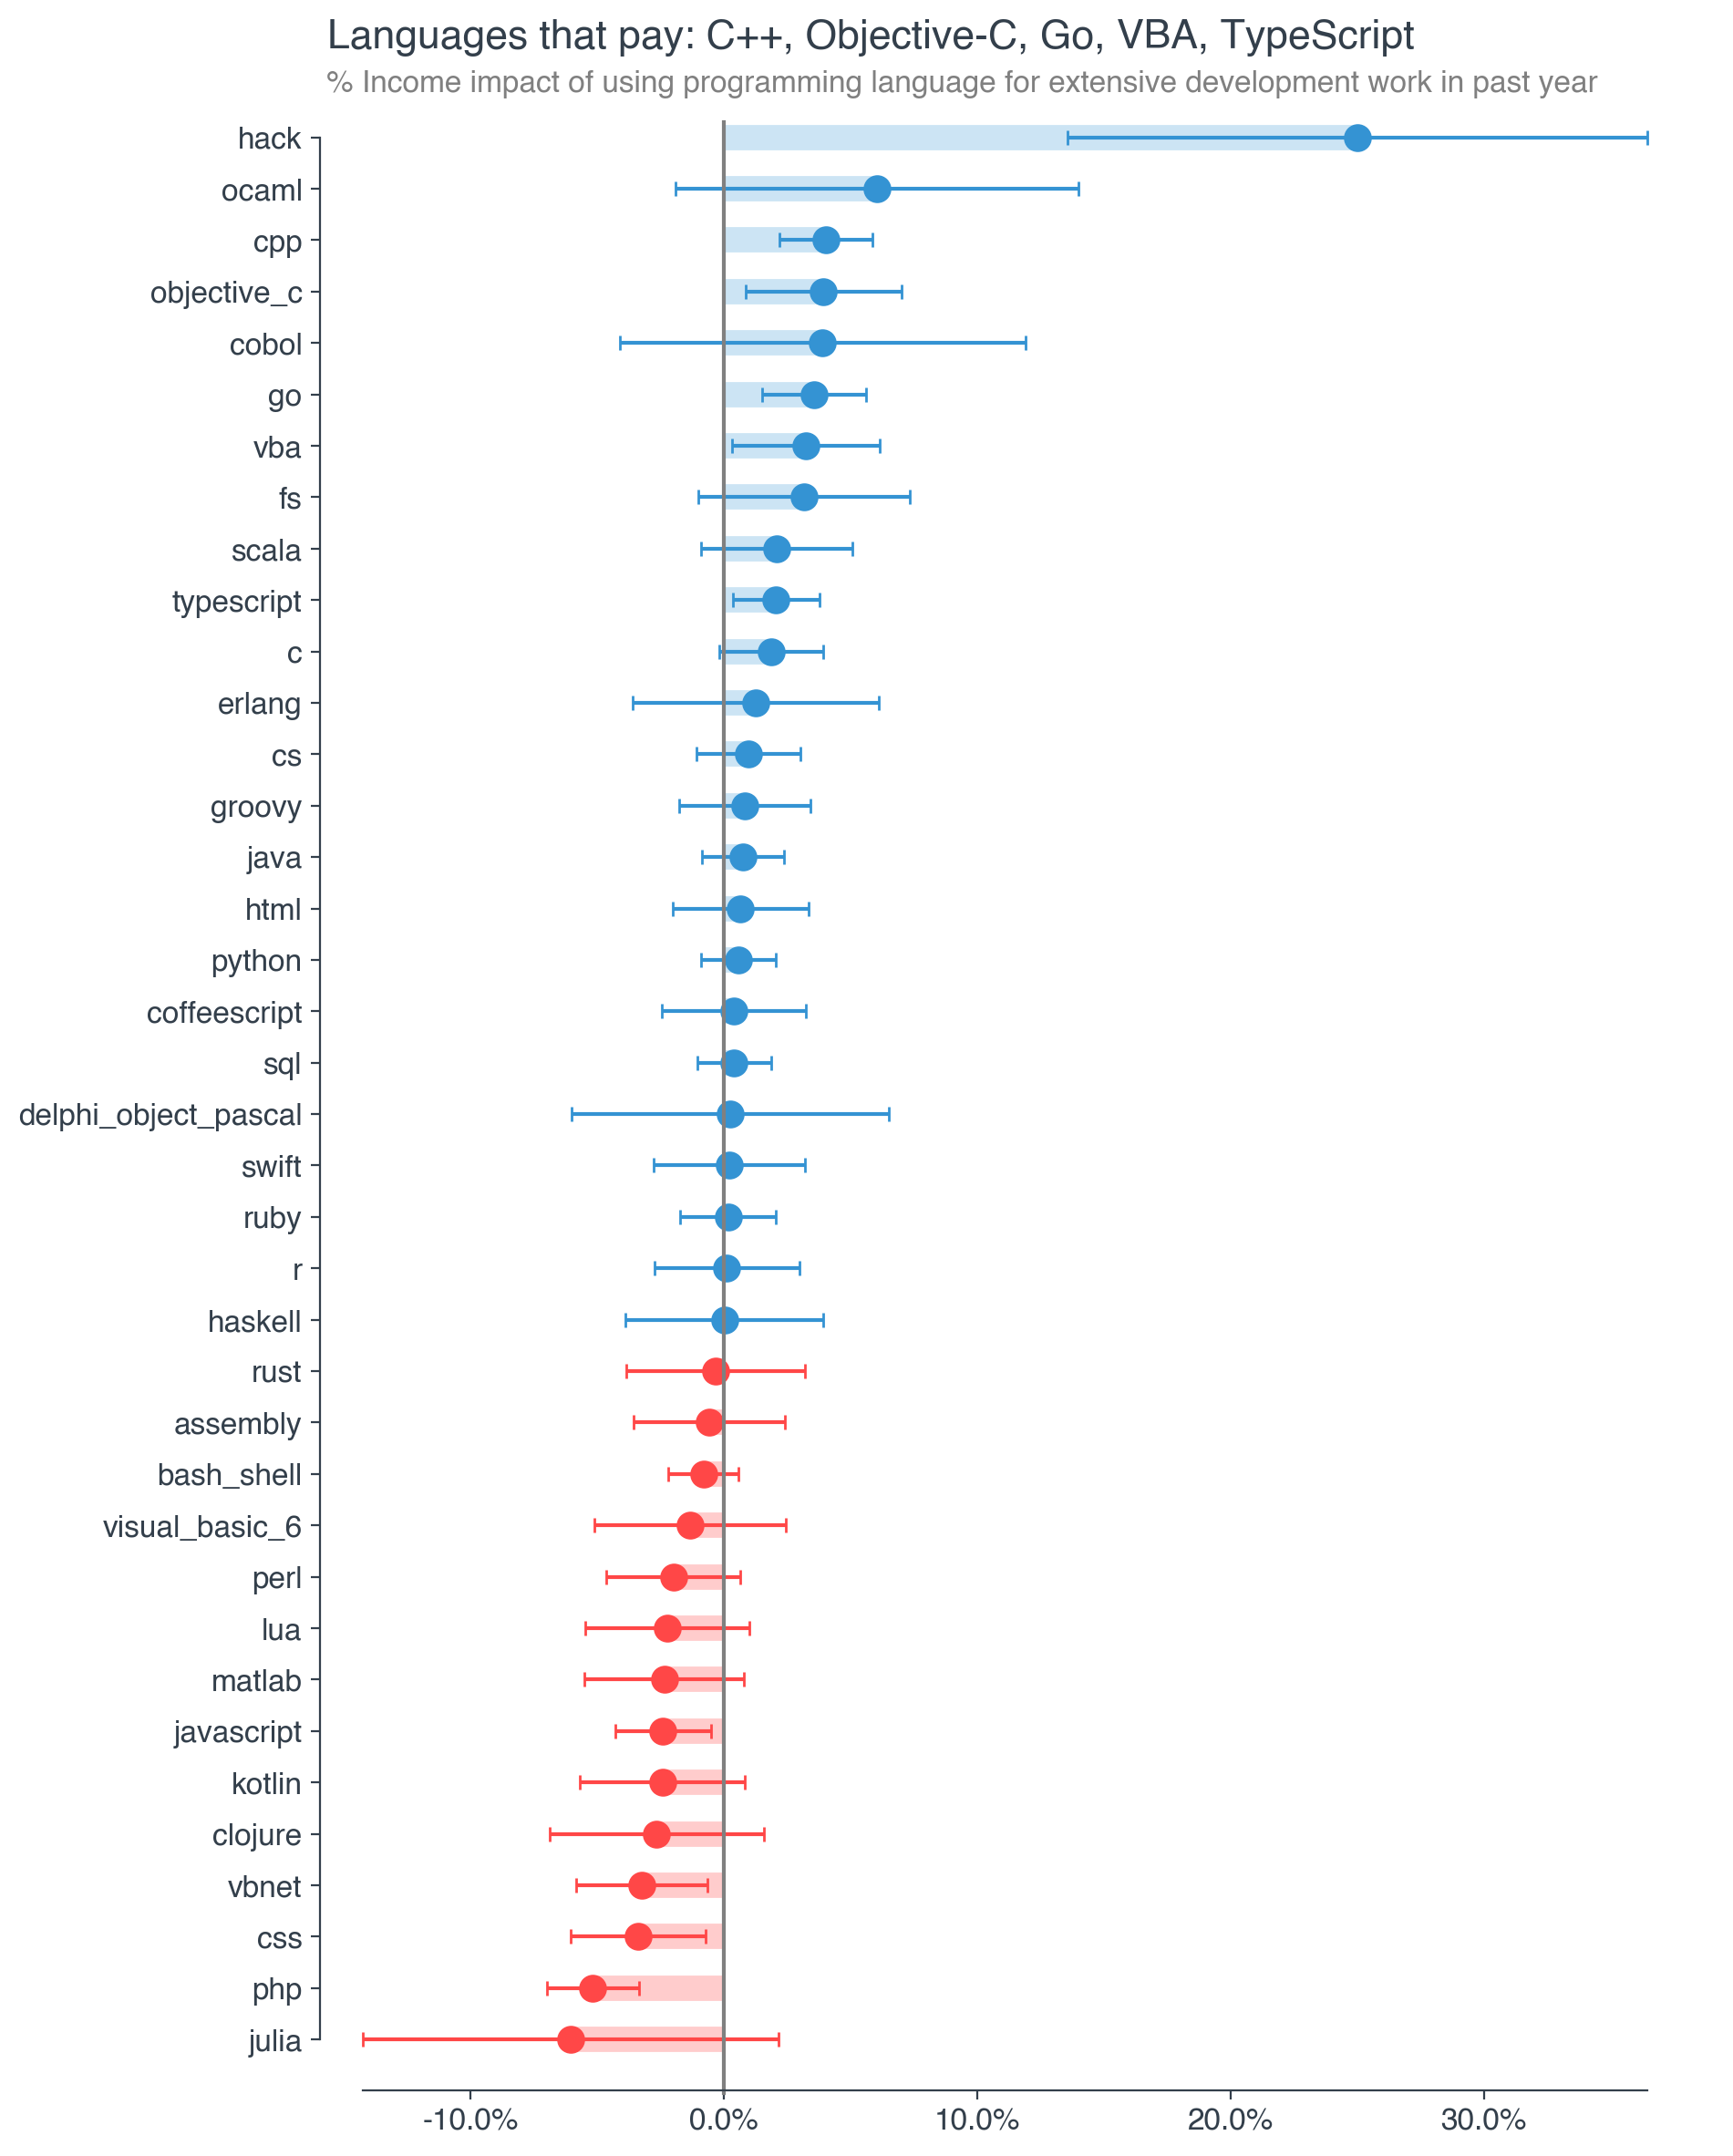 Languages that pay: C++, Objective-C, Go, VBA, TypeScript
% Income impact of using programming language for extensive development work in past year
hack
ocaml
cpp
objective_c
cobol
go
vba
fs
scala
typescript
c
erlang
cs
groovy
java
html
python
coffeescript
sql
delphi_object_pascal
swift
ruby
r
haskell
rust
assembly
bash_shell
visual_basic_6
perl
lua
matlab
javascript
kotlin
clojure
vbnet
css
php
julia
-10.0% 0.0% 10.0% 20.0% 30.0%